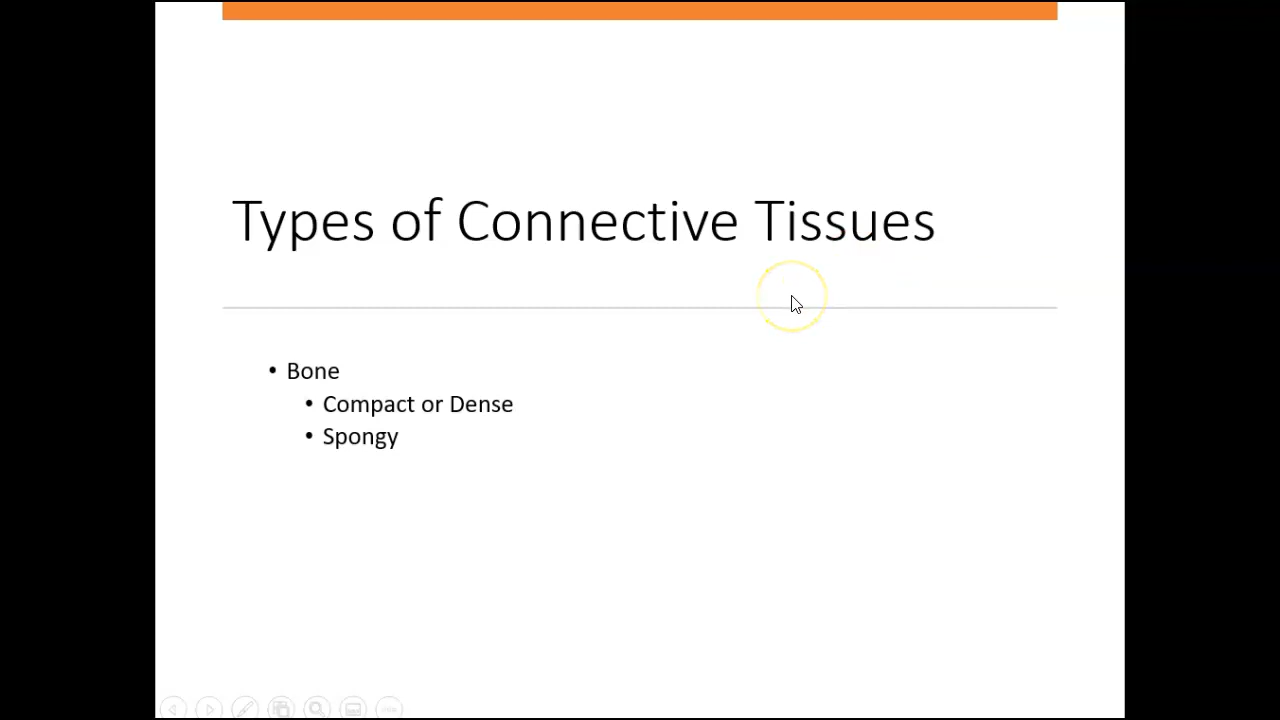 Types of Connective Tissues
• Bone
• Compact or Dense
• Spongy